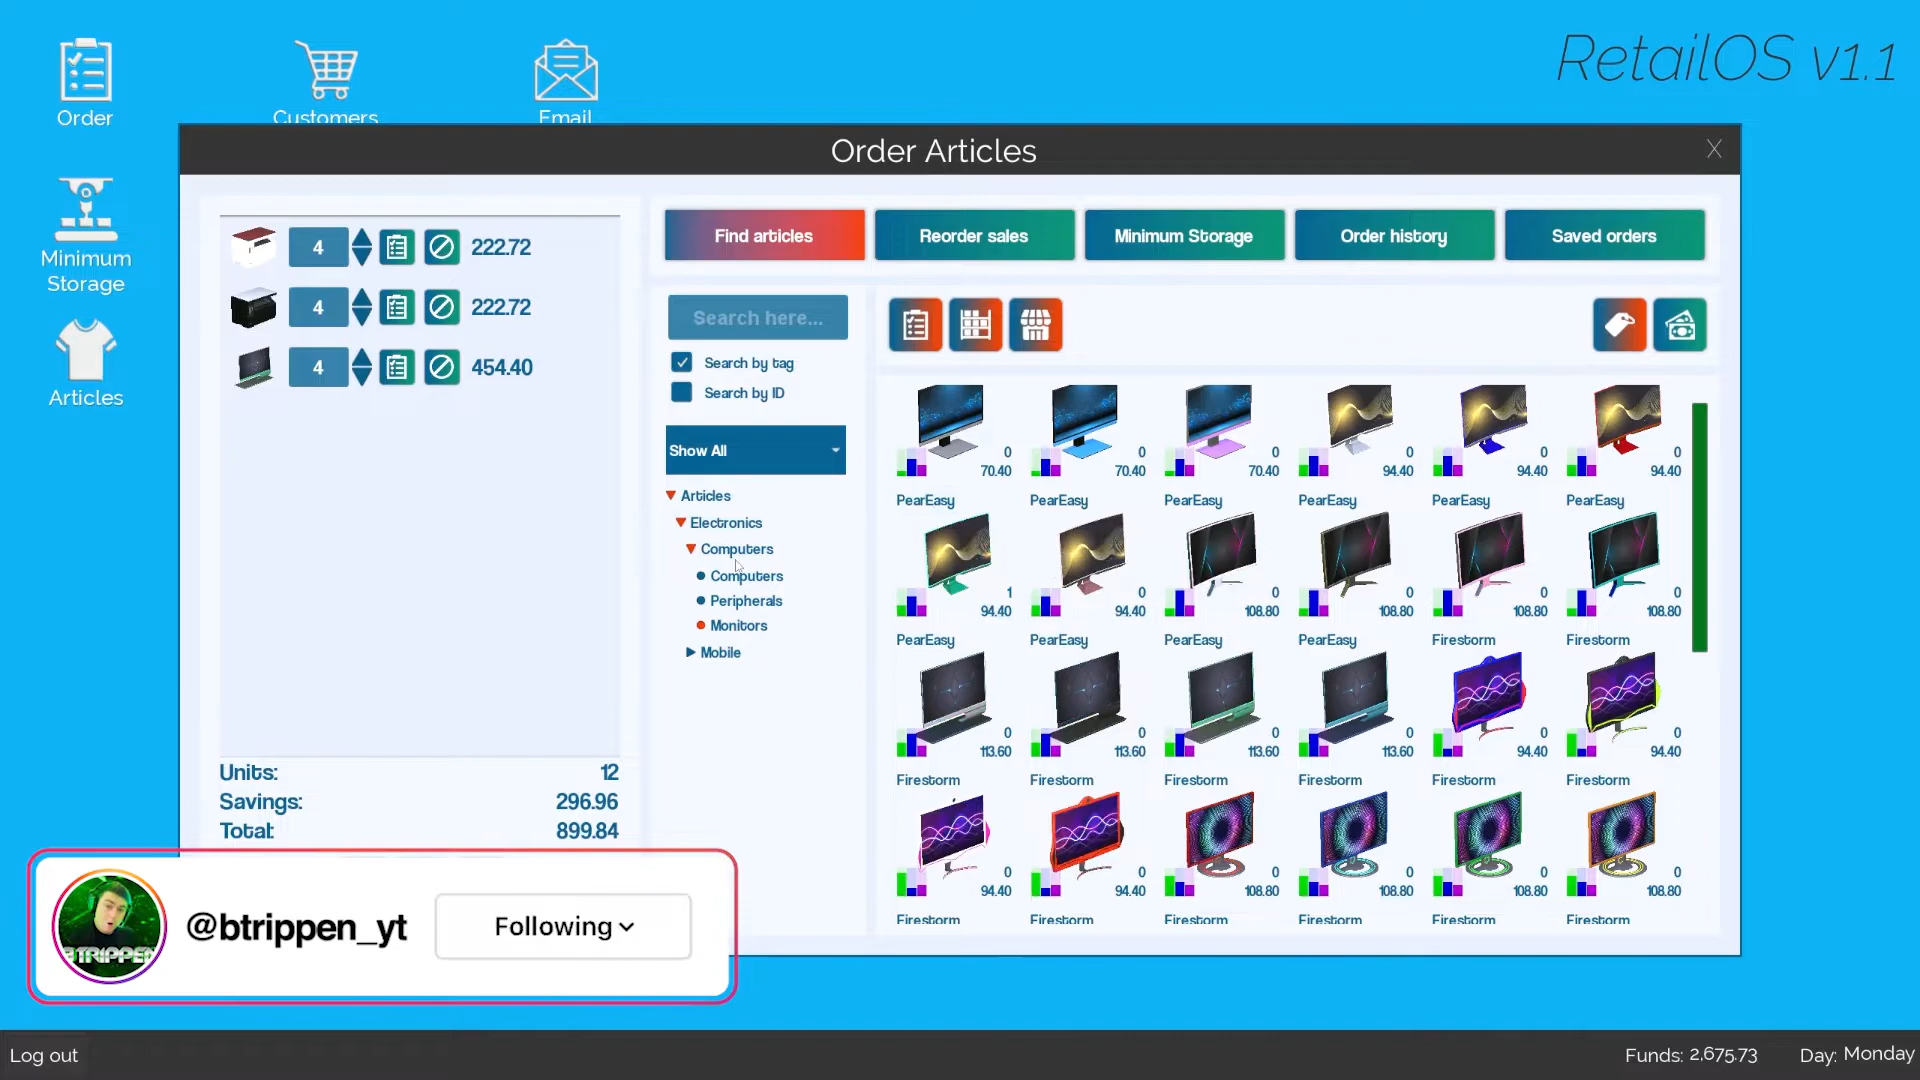 RetailOS v1.1
Order
Customers
Email
Minimum
Storage
Articles
Order Articles
X
4
222.72
4
222.72
4
454.40
Units: 12
Savings: 296.96
Total: 899.84
Find articles
Reorder sales
Minimum Storage
Order history
Saved orders
Search here...
Search by tag
Search by ID
Show All
Articles
Electronics
Computers
Computers
Peripherals
Monitors
Mobile
0 0 0 0 0 0
70.40 70.40 70.40 94.40 94.40 94.40
PearEasy PearEasy PearEasy PearEasy PearEasy PearEasy
1 0 0 0 0 0
94.40 94.40 108.80 108.80 108.80 108.80
PearEasy PearEasy PearEasy PearEasy Firestorm Firestorm
0 0 0 0 0 0
113.60 113.60 113.60 113.60 94.40 94.40
Firestorm Firestorm Firestorm Firestorm Firestorm Firestorm
0 0 0 0 0 0
94.40 94.40 108.80 108.80 108.80 108.80
Firestorm Firestorm Firestorm Firestorm Firestorm Firestorm
BTRIPPEN
@btrippen_yt
Following
Log out
Funds: 2,675.73
Day: Monday